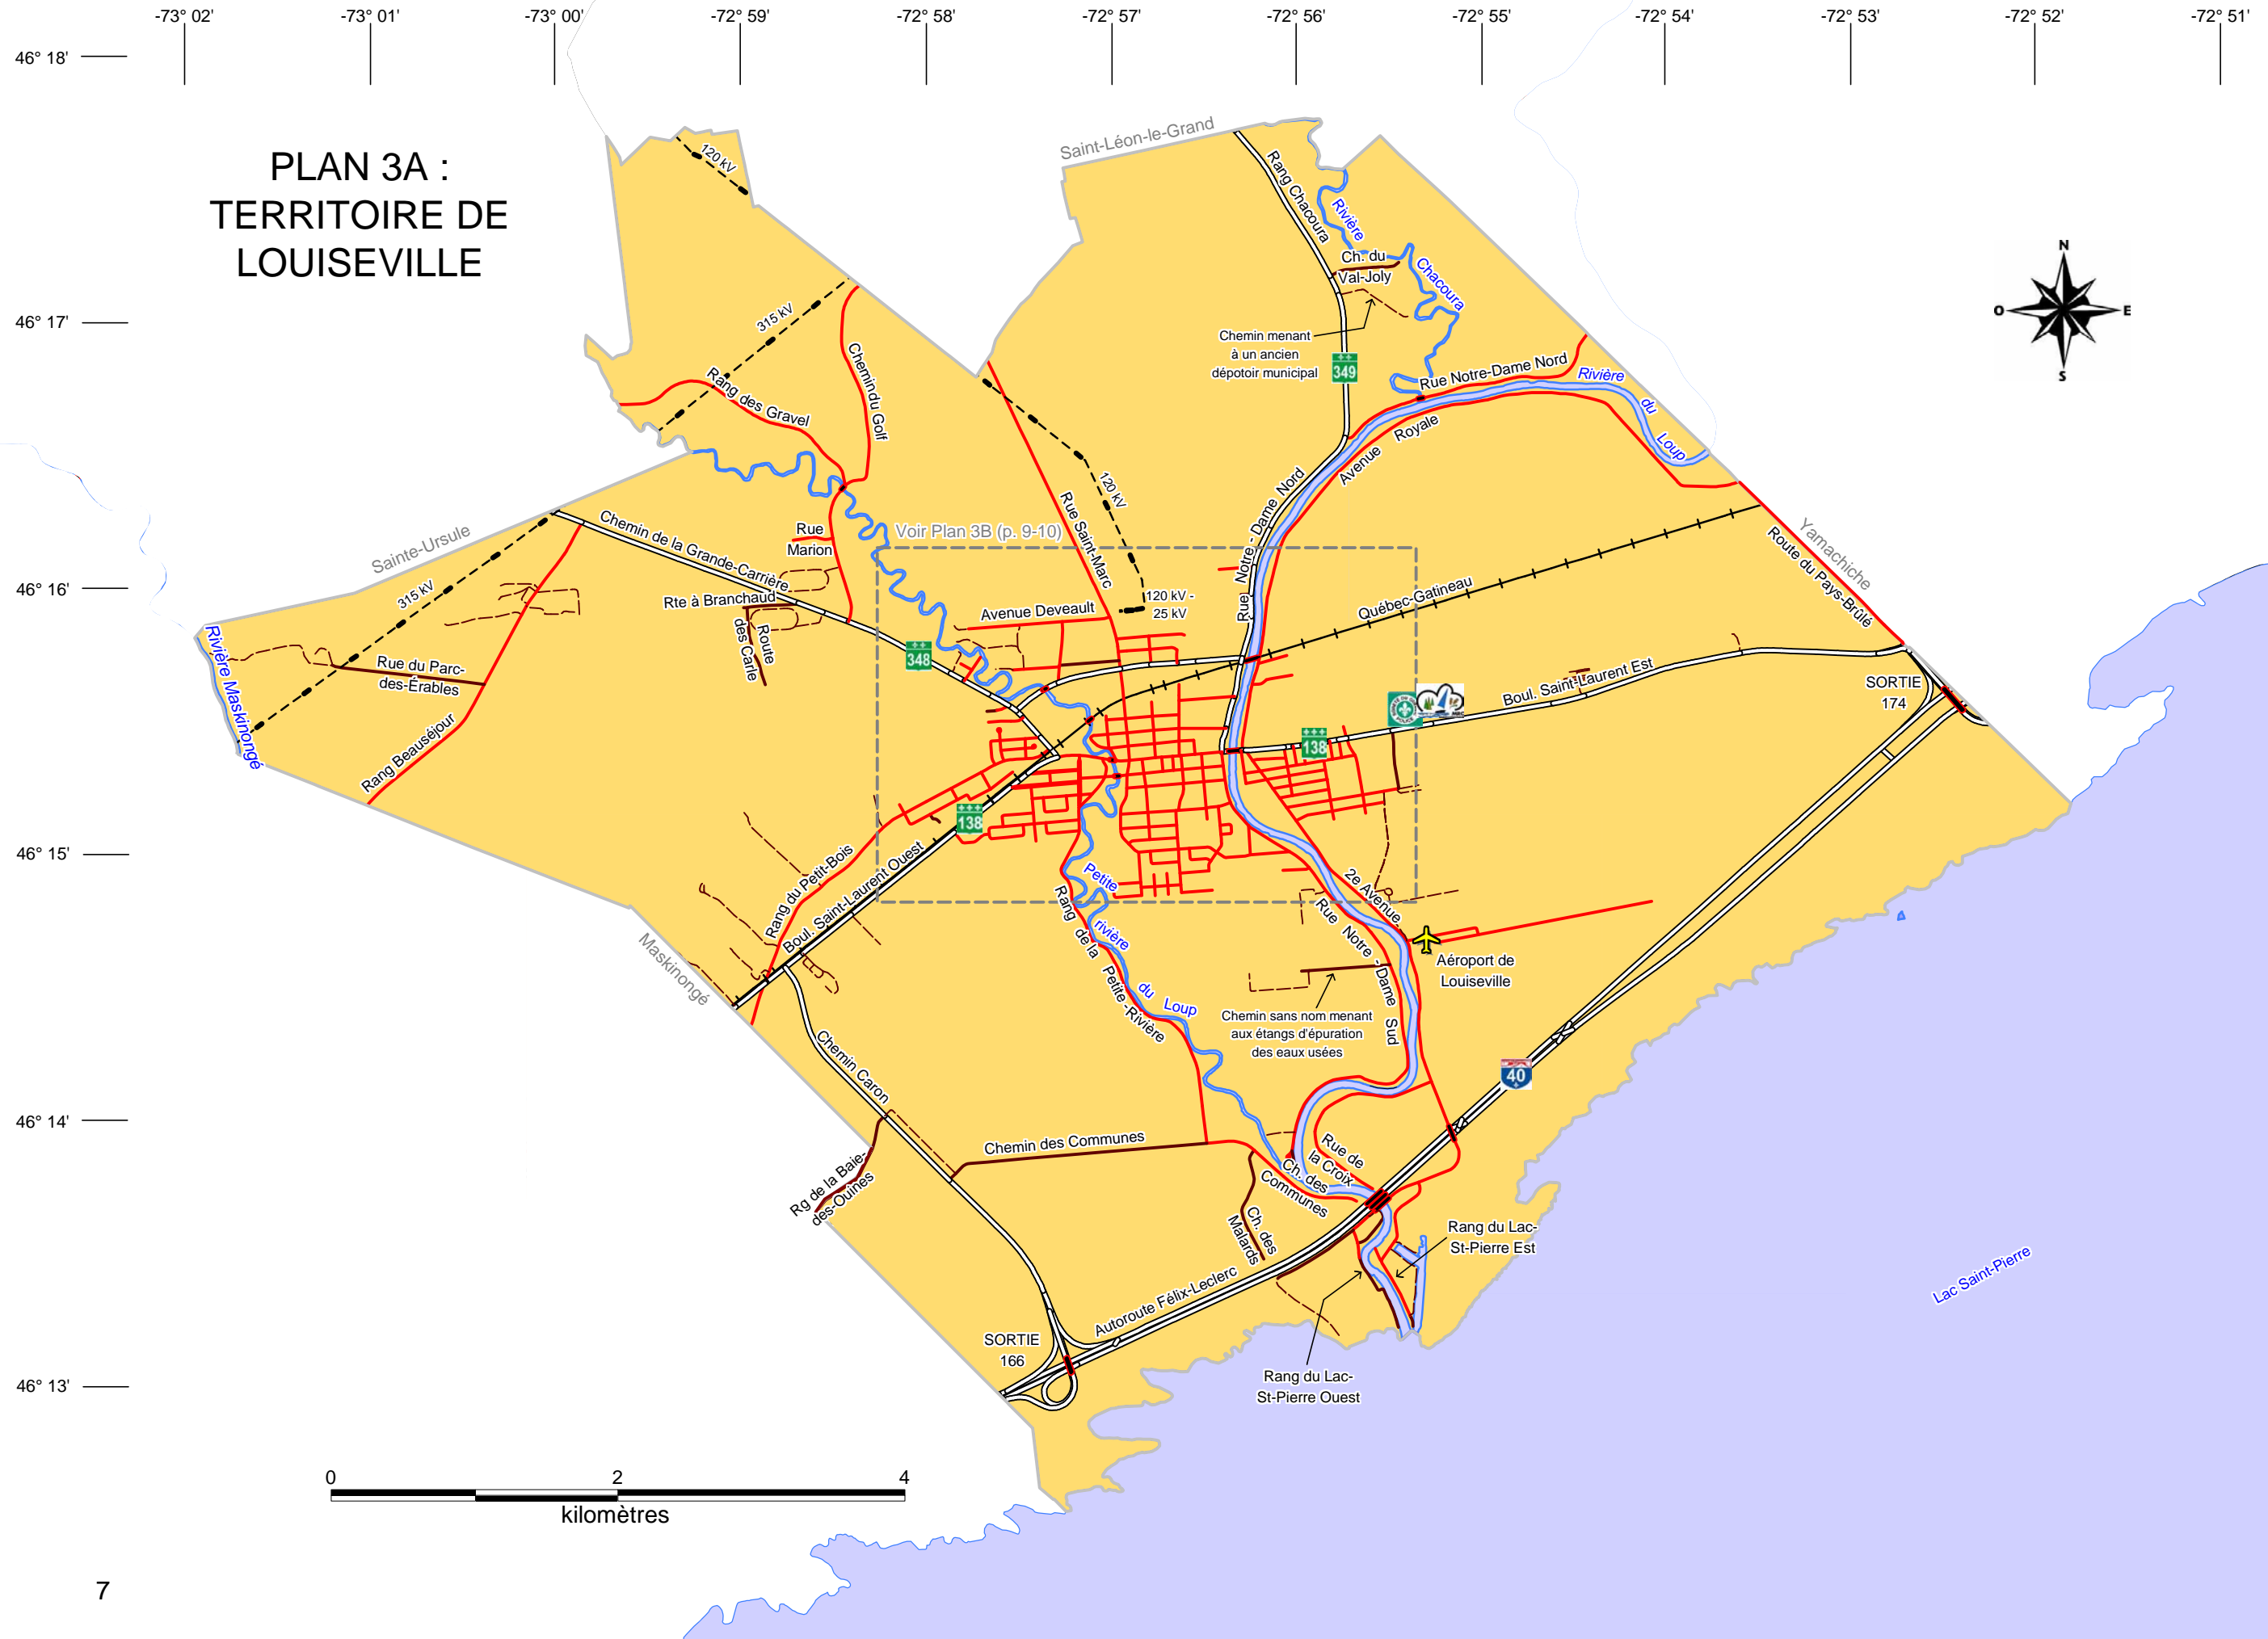 -73° 02'
-73° 01'
-73° 00'
-72° 59'
-72° 58'
-72° 57'
-72° 56'
-72° 55'
-72° 54'
-72° 53'
-72° 52'
-72° 51'
46° 18'
46° 17'
46° 16'
46° 15'
46° 14'
46° 13'
PLAN 3A :
TERRITOIRE DE
LOUISEVILLE
N
O
E
S
Saint-Léon-le-Grand
120 kV
Rang Chacoura
Rivière
Chacoura
Ch. du
Val-Joly
Chemin menant
à un ancien
dépotoir municipal
349
315 kV
Chemin du Golf
Rang des Gravel
Rue Notre-Dame Nord
Rivière
du
Loup
Avenue
Royale
120 kV
Rue Saint-Marc
Rue Notre - Dame Nord
Voir Plan 3B (p. 9-10)
Sainte-Ursule
315 kV
Chemin de la Grande-Carrière
Rue
Marion
Rte à Branchaud
Route
des Carle
Avenue Deveault
120 kV -
25 kV
Québec-Gatineau
Yamachiche
Route du Pays-Brûlé
Rivière Maskinongé
Rue du Parc-
des-Érables
Rang Beauséjour
348
Boul. Saint-Laurent Est
138
SORTIE
174
138
Rang du Petit-Bois
Boul. Saint-Laurent Ouest
Maskinongé
Petite
rivière
du Loup
Rang de la Petite-Rivière
2e Avenue
Rue Notre - Dame Sud
Aéroport de
Louiseville
Chemin sans nom menant
aux étangs d'épuration
des eaux usées
40
Chemin Caron
Chemin des Communes
Rg de la Baie-
des-Ouines
Rue de
la Croix
Ch. des
Communes
Ch. des
Malards
Rang du Lac-
St-Pierre Est
Rang du Lac-
St-Pierre Ouest
Autoroute Félix-Leclerc
SORTIE
166
Lac Saint-Pierre
0
2
4
kilomètres
7